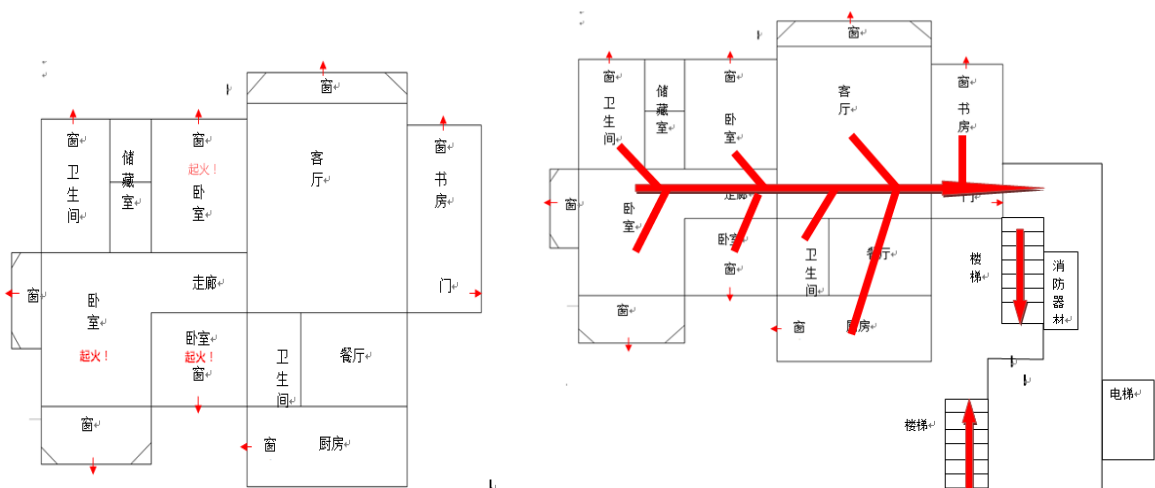 窗
窗
窗
窗
卫生间
储藏室
起火！
卧室
客厅
书房
走廊
门
窗
卧室
起火！
卧室
起火！
窗
卫生间
餐厅
窗
窗
厨房
窗
窗
窗
窗
卫生间
储藏室
卧室
客厅
书房
走廊
门
窗
卧室
卧室
窗
卫生间
餐厅
楼梯
消防器材
窗
窗
厨房
电梯
楼梯